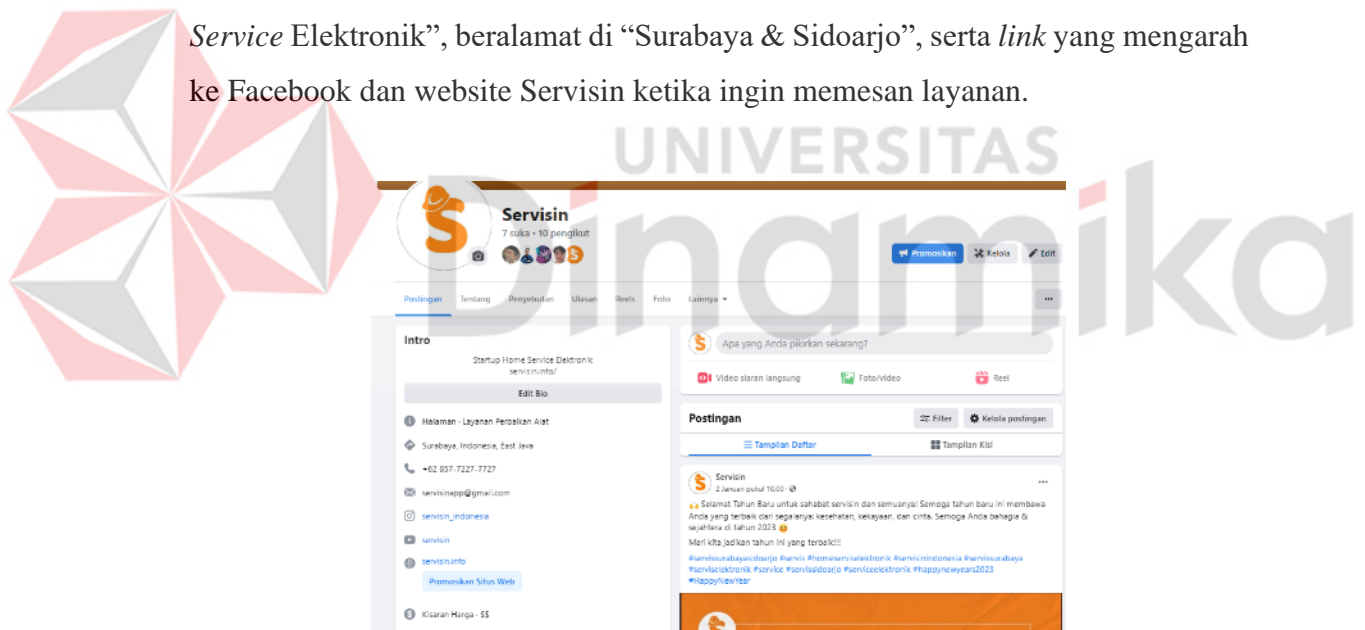 Service Elektronik”, beralamat di “Surabaya & Sidoarjo”, serta link yang mengarah
ke Facebook dan website Servisin ketika ingin memesan layanan.
UNIVERSITAS
Dinamika
Servisin
7 suka • 10 pengikut
Promosikan
Kelola
Edit
Postingan
Tentang
Penyebutan
Ulasan
Reels
Foto
Lainnya
Intro
Startup Home Service Elektronik
servisin.info/
Edit Bio
Halaman · Layanan Perbaikan Alat
Surabaya, Indonesia, East Java
+62 857-7227-7727
servisinapp@gmail.com
servisin_indonesia
servisin
servisin.info
Promosikan Situs Web
Kisaran Harga · $$
Apa yang Anda pikirkan sekarang?
Video siaran langsung
Foto/video
Reel
Postingan
Filter
Kelola postingan
Tampilan Daftar
Tampilan Kisi
Servisin
2 Januari pukul 10.00 ·
Selamat Tahun Baru untuk sahabat servisin dan semuanya! Semoga tahun baru ini membawa
Anda yang terbaik dari segalanya: kesehatan, kekayaan, dan cinta. Semoga Anda bahagia &
sejahtera di tahun 2023
Mari kita jadikan tahun ini yang terbaik!!!
#servissurabayasidoarjo #servis #homeserviselektronik #servisinindonesia #servissurabaya
#serviselektronik #service #servissidoarjo #serviceelektronik #happynewyears2023
#HappyNewYear